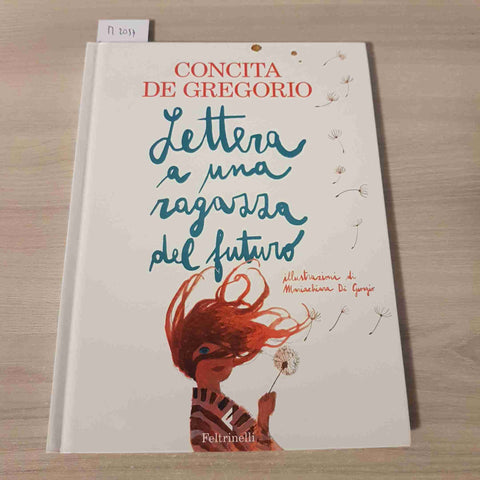 M 2037
CONCITA
DE GREGORIO
Lettera
a una
ragazza
del futuro
illustrazioni di
Mariachiara Di Giorgio
Feltrinelli